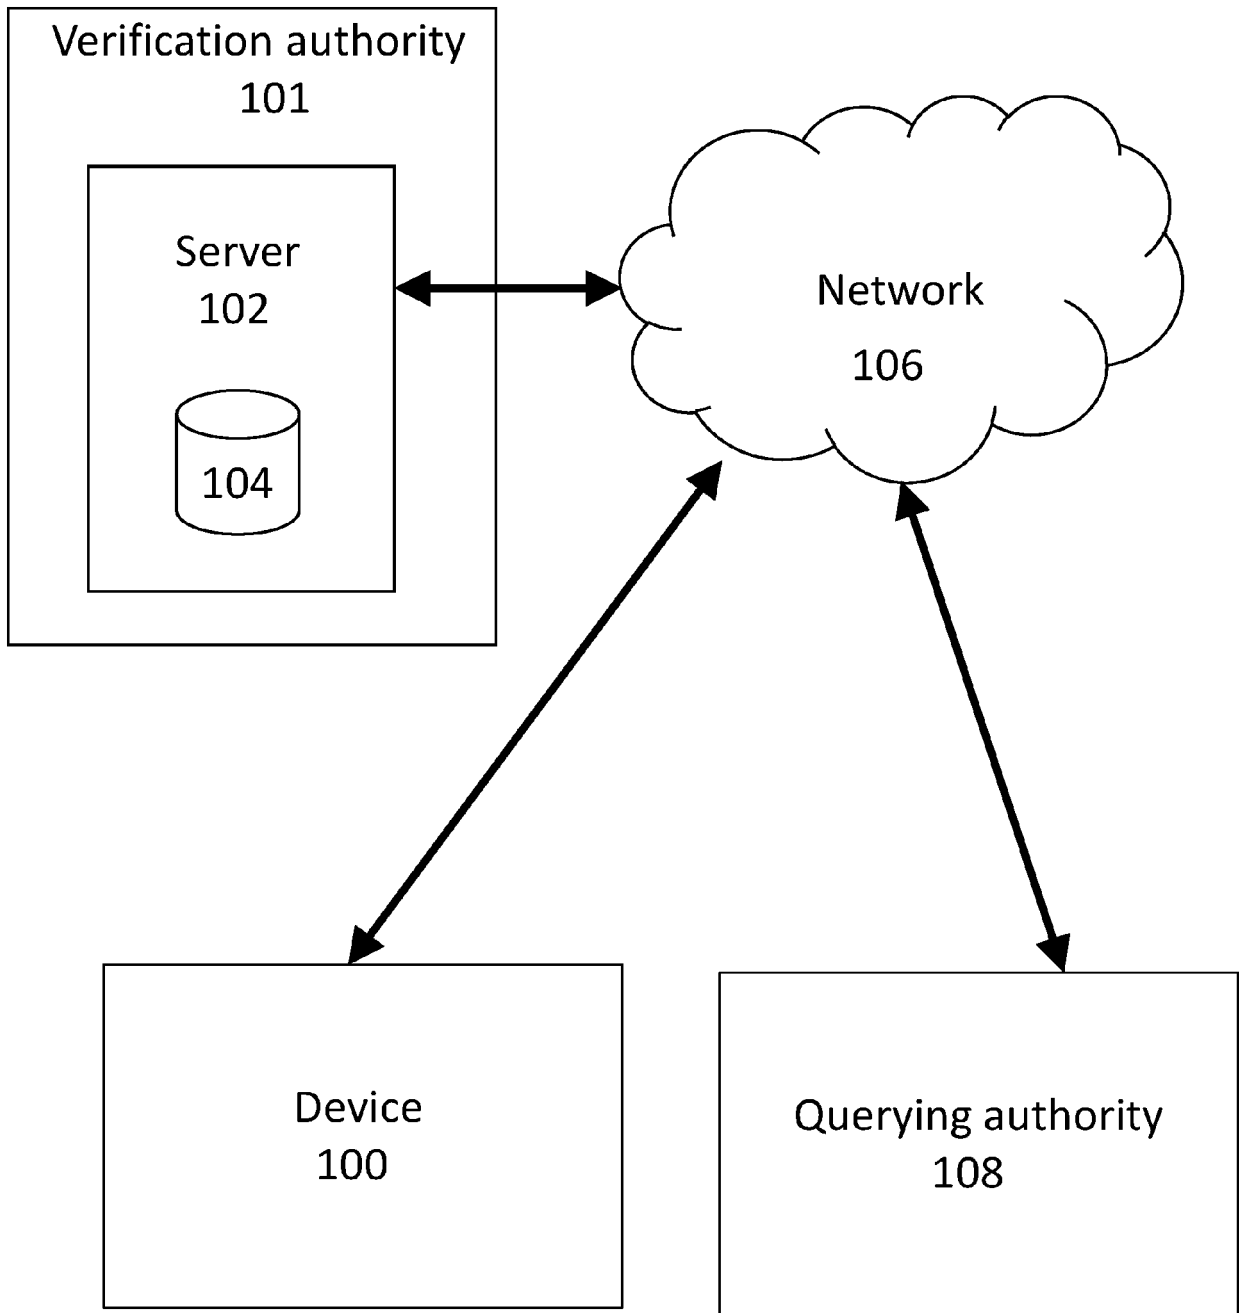 Verification authority
101
Server
102
104
Network
106
Device
100
Querying authority
108